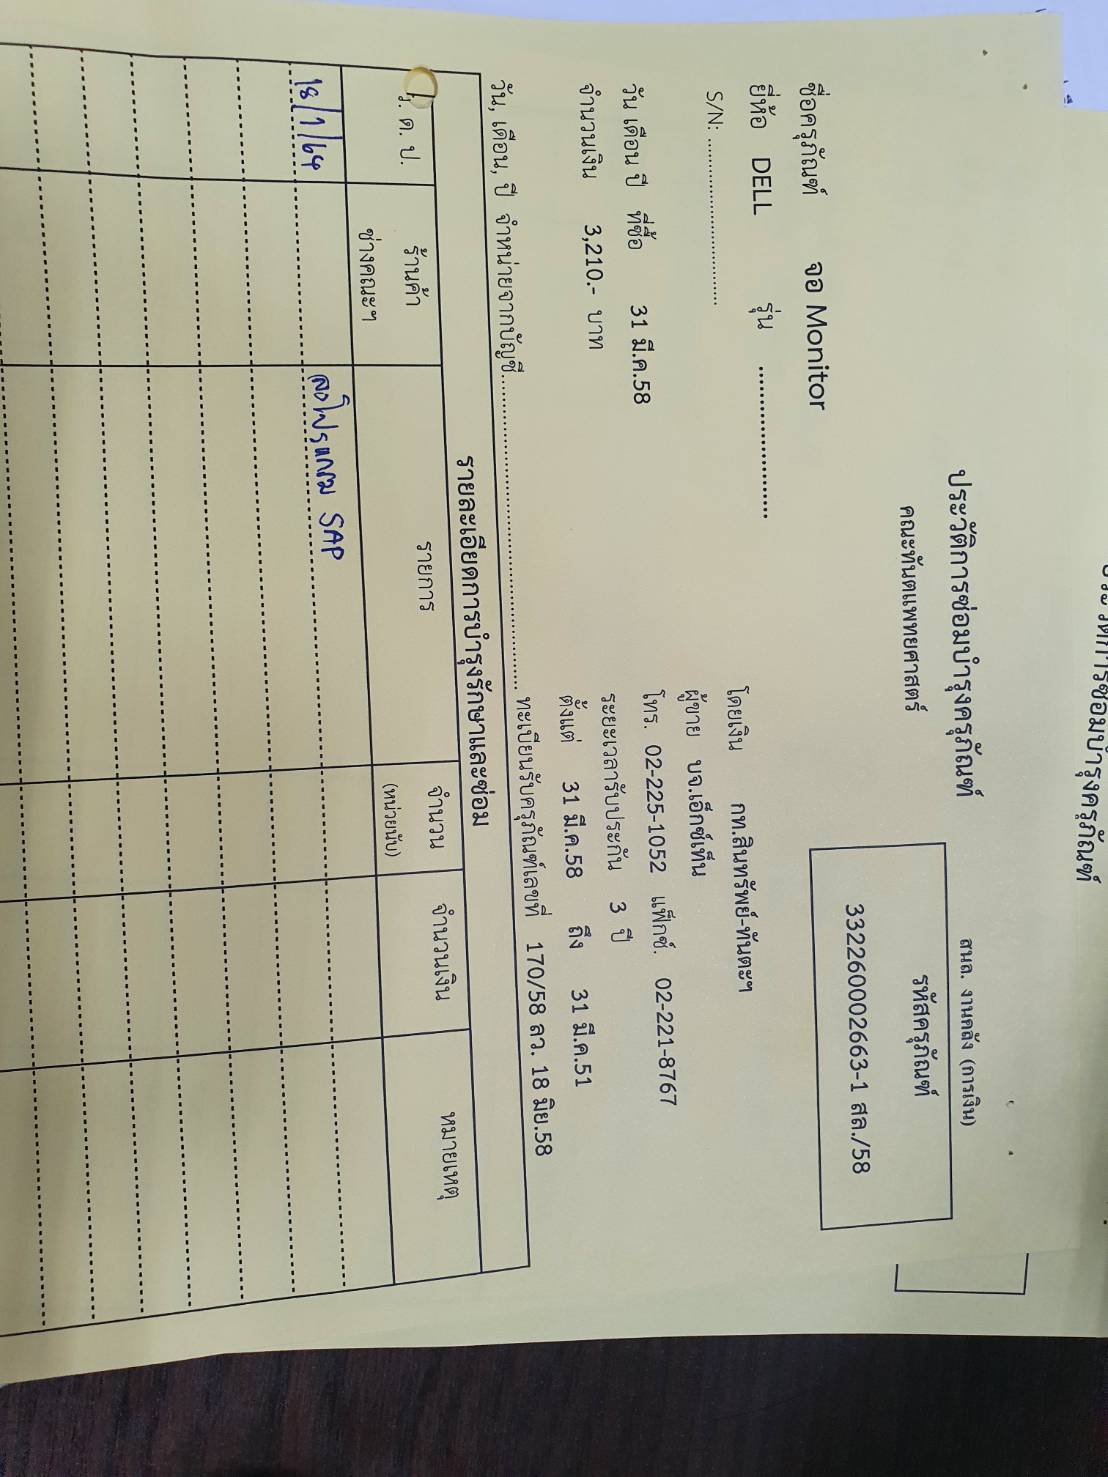 ประวัติการซ่อมบำรุงครุภัณฑ์
สนล. งานคลัง (การเงิน)
ประวัติการซ่อมบำรุงครุภัณฑ์
คณะทันตแพทยศาสตร์
รหัสครุภัณฑ์
332260002663-1 สล./58
ชื่อครุภัณฑ์ จอ Monitor
ยี่ห้อ DELL รุ่น ........................
S/N: ........................
โดยเงิน กท.สินทรัพย์-ทันตะฯ
ผู้ขาย บจ.เอ็กซ์เท็น
วัน เดือน ปี ที่ซื้อ 31 มี.ค.58
โทร. 02-225-1052 แฟ็กซ์. 02-221-8767
จำนวนเงิน 3,210.- บาท
ระยะเวลารับประกัน 3 ปี
ตั้งแต่ 31 มี.ค.58 ถึง 31 มี.ค.51
วัน, เดือน, ปี จำหน่ายจากบัญชี........................ ทะเบียนรับครุภัณฑ์เลขที่ 170/58 ลว. 18 มิย.58
รายละเอียดการบำรุงรักษาและซ่อม
ว. ด. ป. ร้านค้า รายการ จำนวน จำนวนเงิน หมายเหตุ
ช่างคณะฯ (หน่วยนับ)
18/1/64 ลงโปรแกรม SAP